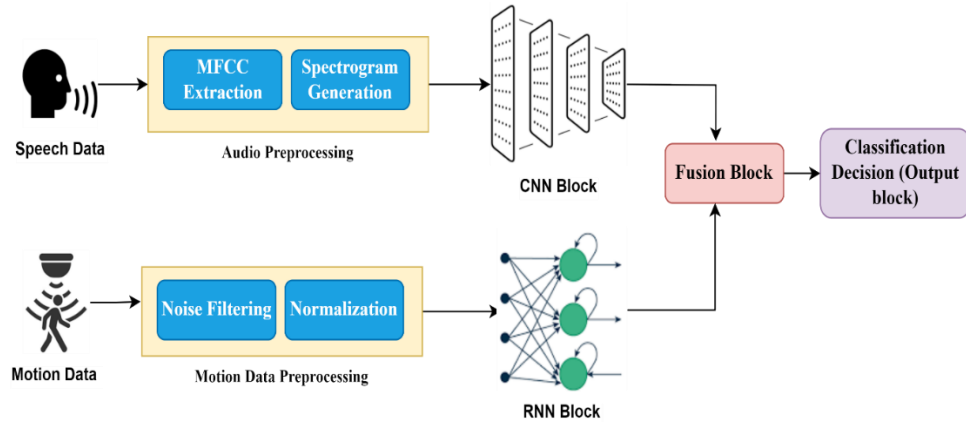 MFCC
Extraction
Spectrogram
Generation
Speech Data
Audio Preprocessing
CNN Block
Fusion Block
Classification
Decision (Output
block)
Noise Filtering
Normalization
Motion Data
Motion Data Preprocessing
RNN Block